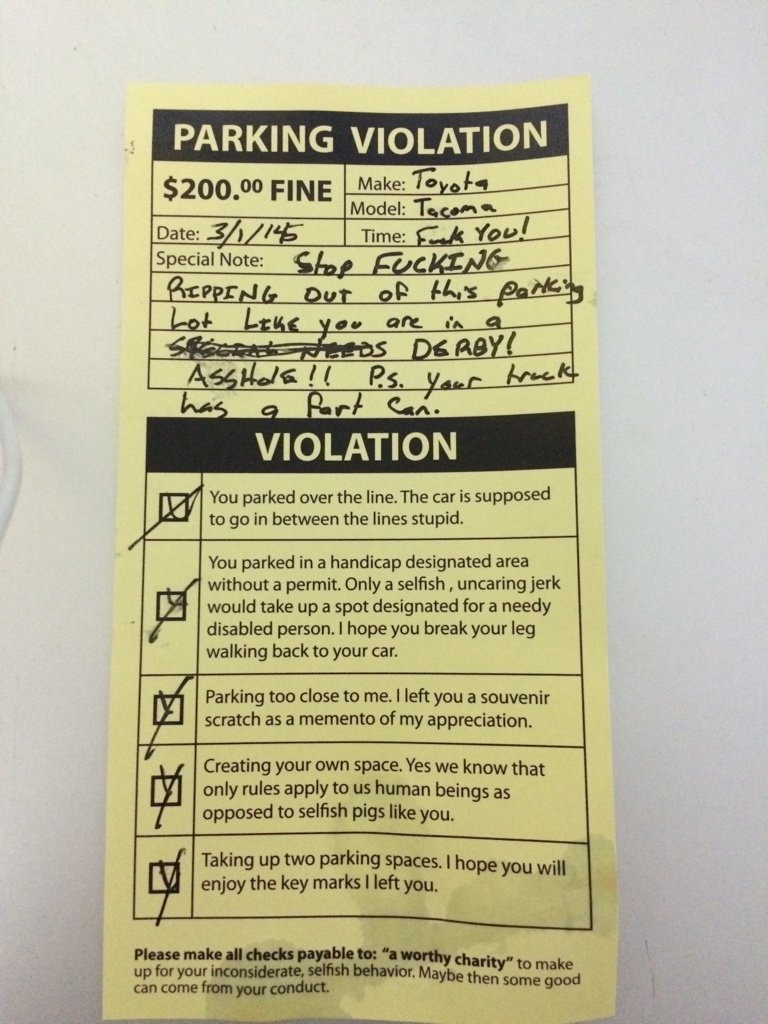 PARKING VIOLATION
$200.00 FINE
Make: Toyota
Model: Tacoma
Date: 3/1/145
Time: Fuck You!
Special Note: Stop FUCKING
RIPPING OUT OF this parking
Lot LIKE you are in a
SPECIAL NEEDS DERBY!
ASSHOLE!! P.S. your truck
has a Fart Can.
VIOLATION
You parked over the line. The car is supposed
to go in between the lines stupid.
You parked in a handicap designated area
without a permit. Only a selfish , uncaring jerk
would take up a spot designated for a needy
disabled person. I hope you break your leg
walking back to your car.
Parking too close to me. I left you a souvenir
scratch as a memento of my appreciation.
Creating your own space. Yes we know that
only rules apply to us human beings as
opposed to selfish pigs like you.
Taking up two parking spaces. I hope you will
enjoy the key marks I left you.
Please make all checks payable to: “a worthy charity” to make
up for your inconsiderate, selfish behavior. Maybe then some good
can come from your conduct.